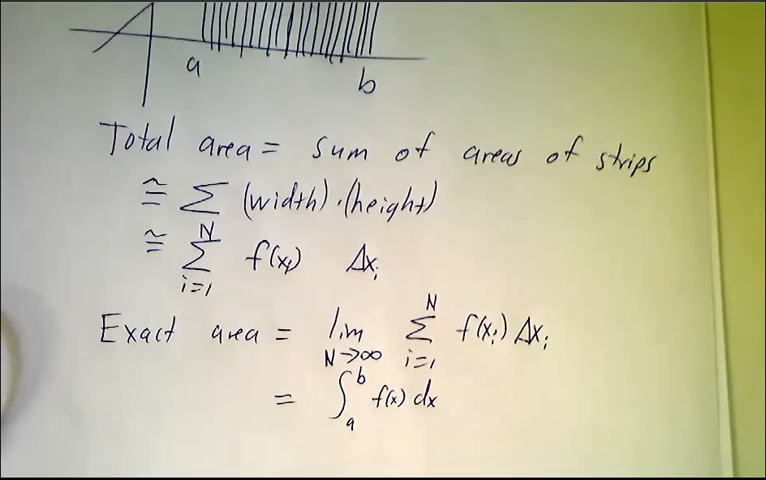 a
b
Total area = sum of areas of strips
≅ Σ (width)·(height)
≅ Σ_{i=1}^{N} f(x_i) Δx_i
Exact area = lim_{N→∞} Σ_{i=1}^{N} f(x_i) Δx_i
= ∫_a^b f(x) dx